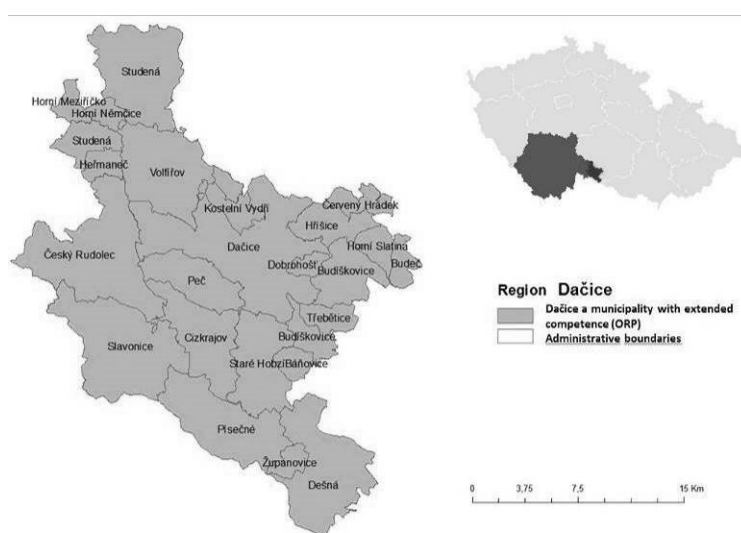 Studená
Horní Meziříčko
Horní Němčice
Studená
Heřmaneč
Volfířov
Kostelní Vydří
Červený Hrádek
Hříšice
Dačice
Horní Slatina
Český Rudolec
Dobrohošť
Budíškovice
Budeč
Peč
Třebětice
Slavonice
Cizkrajov
Budíškovice
Staré Hobzí
Báňovice
Písečné
Županovice
Dešná
Region Dačice
Dačice a municipality with extended
competence (ORP)
Administrative boundaries
0 3,75 7,5 15 Km